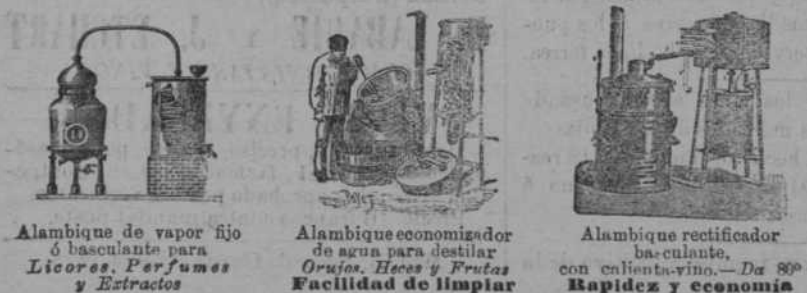 Alambique de vapor fijo
ó basculante para
Licores, Perfumes
y Extractos
Alambique economizador
de agua para destilar
Orujos, Heces y Frutas
Facilidad de limpiar
Alambique rectificador
basculante,
con calienta-vino.—Da 80º
Rapidez y economía